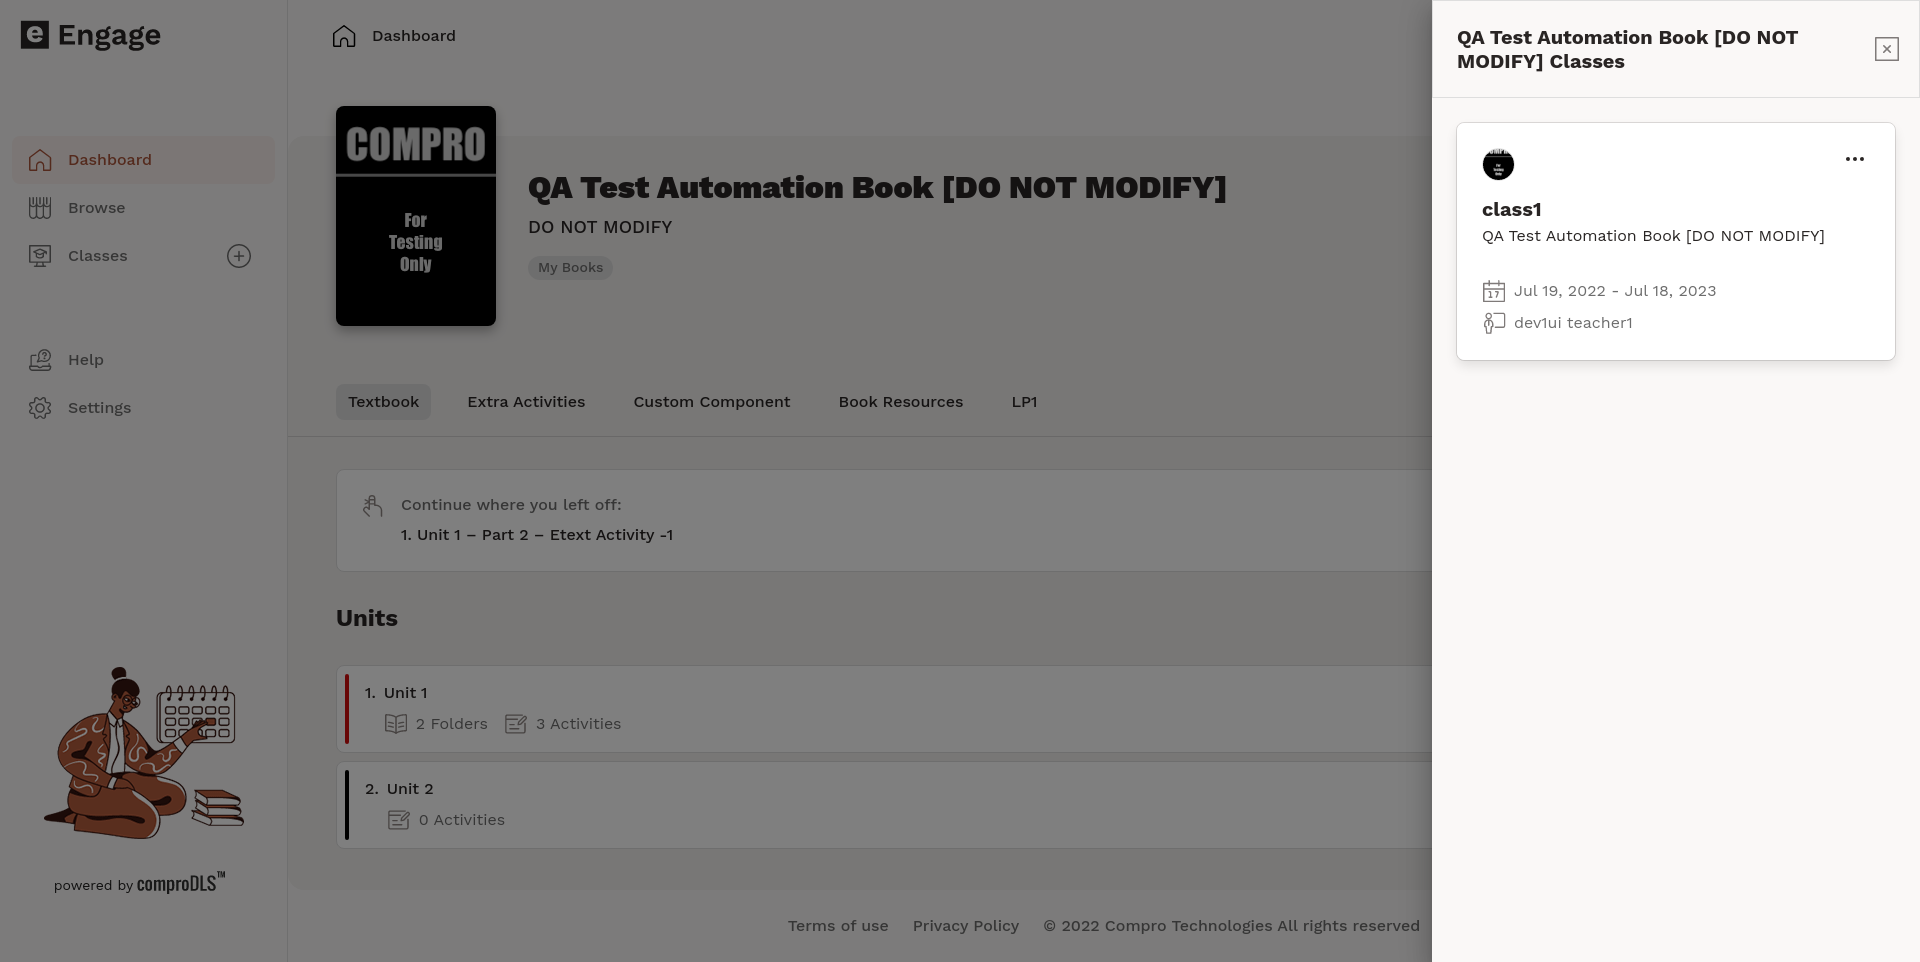 e Engage
Dashboard
Browse
Classes
Help
Settings
powered by comproDLS™
Dashboard
COMPRO
For
Testing
Only
QA Test Automation Book [DO NOT MODIFY]
DO NOT MODIFY
My Books
Textbook Extra Activities Custom Component Book Resources LP1
Continue where you left off:
1. Unit 1 – Part 2 – Etext Activity -1
Units
1. Unit 1
2 Folders 3 Activities
2. Unit 2
0 Activities
Terms of use Privacy Policy © 2022 Compro Technologies All rights reserved
QA Test Automation Book [DO NOT
MODIFY] Classes
For
Testing
Only
class1
QA Test Automation Book [DO NOT MODIFY]
17
Jul 19, 2022 - Jul 18, 2023
dev1ui teacher1